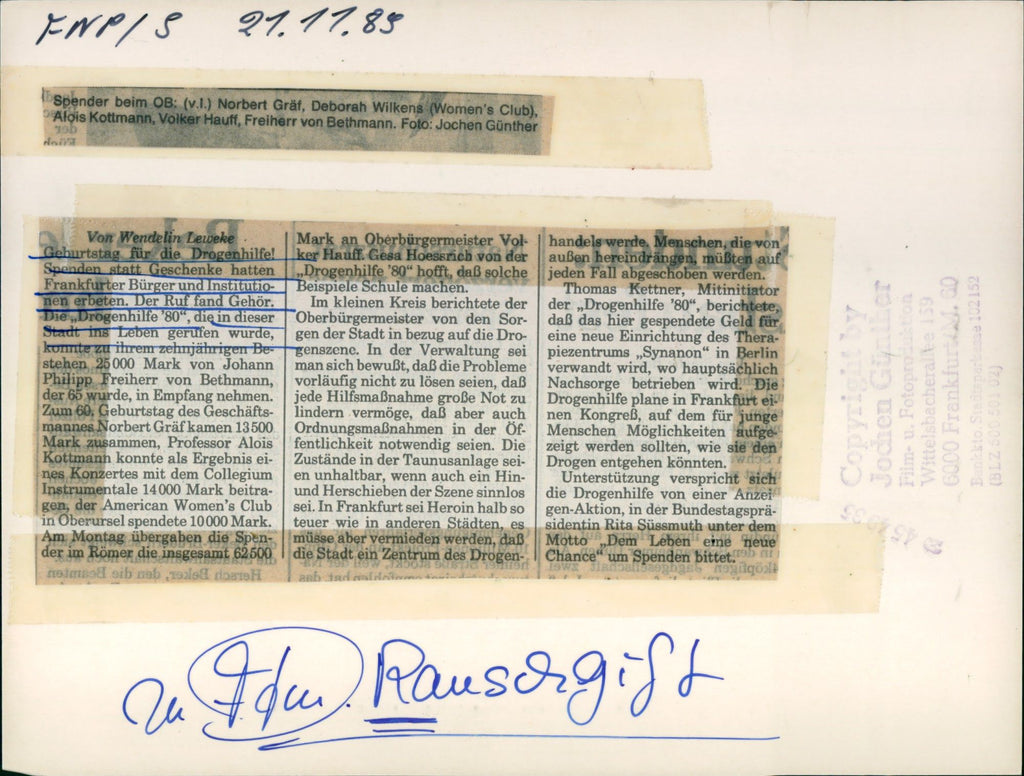 FNP/S 21.11.89
Spender beim OB: (v.l.) Norbert Gräf, Deborah Wilkens (Women's Club),
Alois Kottmann, Volker Hauff, Freiherr von Bethmann. Foto: Jochen Günther
Von Wendelin Leweke
Geburtstag für die Drogenhilfe!
Spenden statt Geschenke hatten
Frankfurter Bürger und Institutio-
nen erbeten. Der Ruf fand Gehör.
Die „Drogenhilfe '80“, die in dieser
Stadt ins Leben gerufen wurde,
konnte zu ihrem zehnjährigen Be-
stehen 25 000 Mark von Johann
Philipp Freiherr von Bethmann,
der 65 wurde, in Empfang nehmen.
Zum 60. Geburtstag des Geschäfts-
mannes Norbert Gräf kamen 13 500
Mark zusammen, Professor Alois
Kottmann konnte als Ergebnis ei-
nes Konzertes mit dem Collegium
Instrumentale 14 000 Mark beitra-
gen, der American Women's Club
in Oberursel spendete 10 000 Mark.
Am Montag übergaben die Spen-
der im Römer die insgesamt 62 500
Mark an Oberbürgermeister Vol-
ker Hauff. Gesa Hoessrich von der
„Drogenhilfe '80“ hofft, daß solche
Beispiele Schule machen.
Im kleinen Kreis berichtete der
Oberbürgermeister von den Sor-
gen der Stadt in bezug auf die Dro-
genszene. In der Verwaltung sei
man sich bewußt, daß die Probleme
vorläufig nicht zu lösen seien, daß
jede Hilfsmaßnahme große Not zu
lindern vermöge, daß aber auch
Ordnungsmaßnahmen in der Öf-
fentlichkeit notwendig seien. Die
Zustände in der Taunusanlage sei-
en unhaltbar, wenn auch ein Hin-
und Herschieben der Szene sinnlos
sei. In Frankfurt sei Heroin halb so
teuer wie in anderen Städten, es
müsse aber vermieden werden, daß
die Stadt ein Zentrum des Drogen-
handels werde. Menschen, die von
außen hereindrängen, müßten auf
jeden Fall abgeschoben werden.
Thomas Kettner, Mitinitiator
der „Drogenhilfe '80“, berichtete,
daß das hier gespendete Geld für
eine neue Einrichtung des Thera-
piezentrums „Synanon“ in Berlin
verwandt wird, wo hauptsächlich
Nachsorge betrieben wird. Die
Drogenhilfe plane in Frankfurt ei-
nen Kongreß, auf dem für junge
Menschen Möglichkeiten aufge-
zeigt werden sollten, wie sie den
Drogen entgehen könnten.
Unterstützung verspricht sich
die Drogenhilfe von einer Anzei-
gen-Aktion, in der Bundestagsprä-
sidentin Rita Süssmuth unter dem
Motto „Dem Leben eine neue
Chance“ um Spenden bittet.
Copyright by
Jochen Günther
Film- u. Fotoproduktion
Wittelsbacherallee 159
6000 Frankfurt/M. 60
Rauschgift